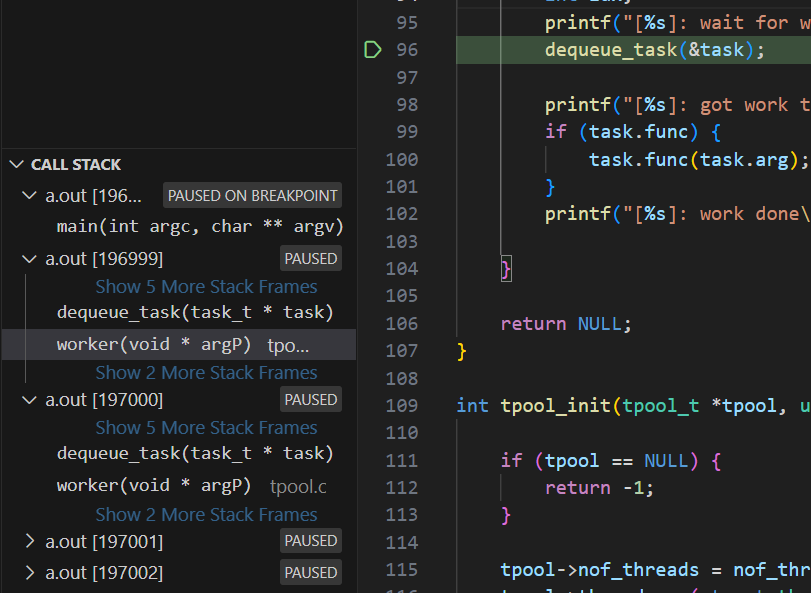 CALL STACK
a.out [196... PAUSED ON BREAKPOINT
main(int argc, char ** argv)
a.out [196999] PAUSED
Show 5 More Stack Frames
dequeue_task(task_t * task)
worker(void * argP) tpo...
Show 2 More Stack Frames
a.out [197000] PAUSED
Show 5 More Stack Frames
dequeue_task(task_t * task)
worker(void * argP) tpool.c
Show 2 More Stack Frames
a.out [197001] PAUSED
a.out [197002] PAUSED
95 printf("[%s]: wait for w
96 dequeue_task(&task);
97
98 printf("[%s]: got work t
99 if (task.func) {
100 task.func(task.arg);
101 }
102 printf("[%s]: work done\
103
104 }
105
106 return NULL;
107 }
108
109 int tpool_init(tpool_t *tpool, u
110
111 if (tpool == NULL) {
112 return -1;
113 }
114
115 tpool->nof_threads = nof_thr